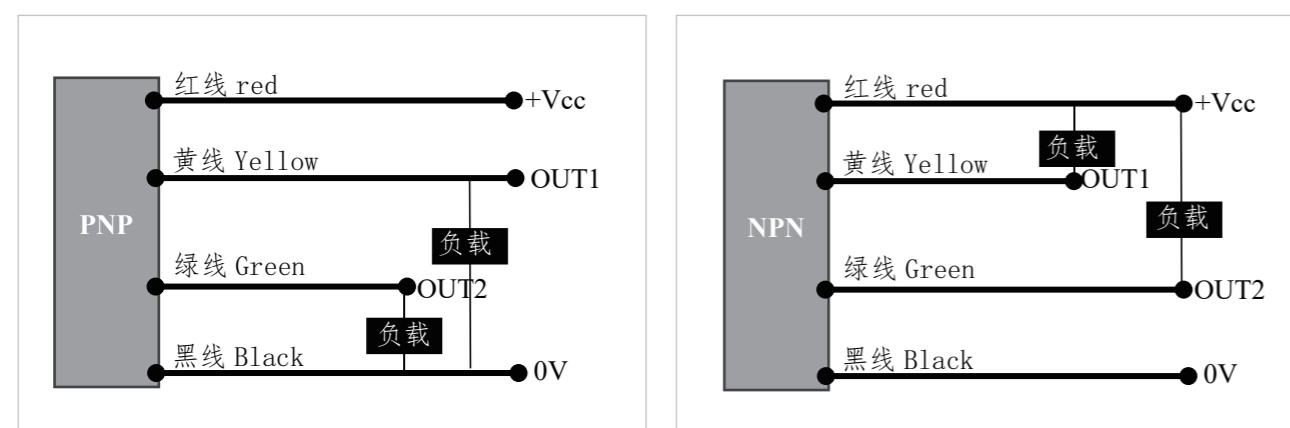 红线 red
+Vcc
黄线 Yellow
OUT1
PNP
负载
绿线 Green
OUT2
负载
黑线 Black
0V
红线 red
+Vcc
负载
黄线 Yellow
OUT1
负载
NPN
绿线 Green
OUT2
黑线 Black
0V